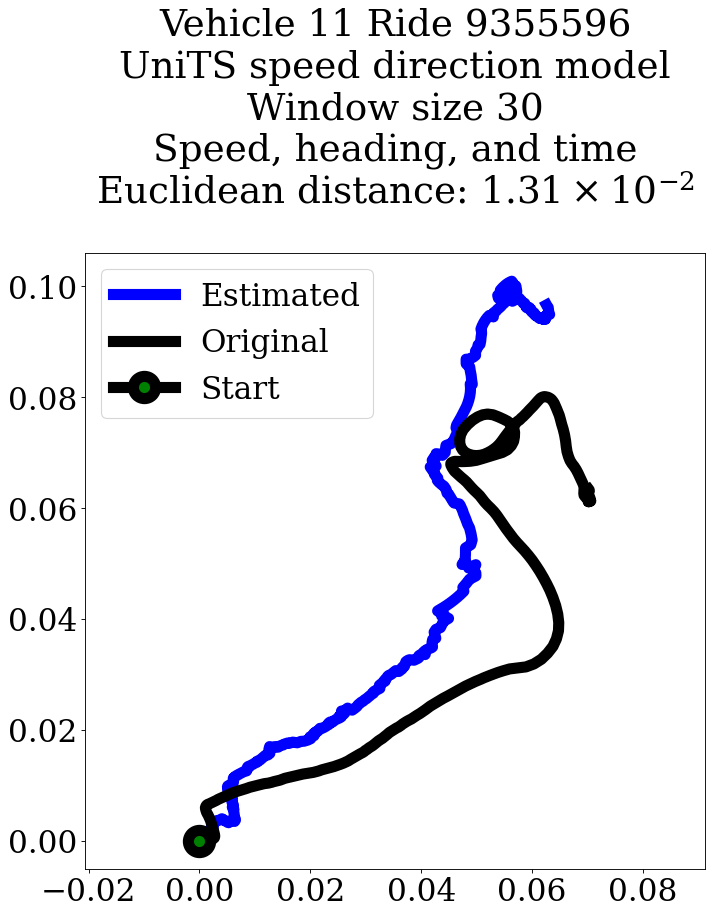 Vehicle 11 Ride 9355596
UniTS speed direction model
Window size 30
Speed, heading, and time
Euclidean distance: 1.31 × 10⁻²
Estimated
Original
Start
0.10
0.08
0.06
0.04
0.02
0.00
−0.02 0.00 0.02 0.04 0.06 0.08